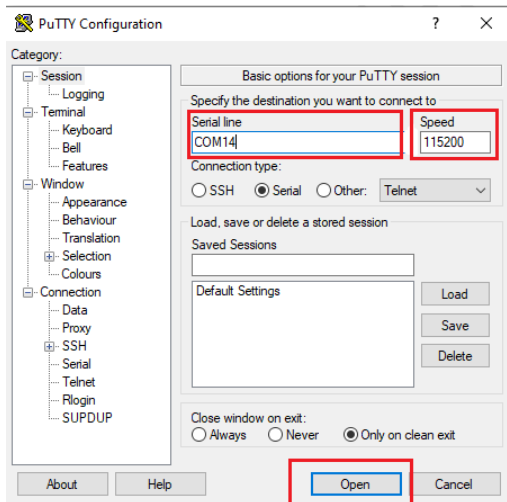 PuTTY Configuration
?
Category:
Session
Logging
Terminal
Keyboard
Bell
Features
Window
Appearance
Behaviour
Translation
Selection
Colours
Connection
Data
Proxy
SSH
Serial
Telnet
Rlogin
SUPDUP
Basic options for your PuTTY session
Specify the destination you want to connect to
Serial line Speed
COM14 115200
Connection type:
SSH Serial Other: Telnet
Load, save or delete a stored session
Saved Sessions
Default Settings
Load
Save
Delete
Close window on exit:
Always Never Only on clean exit
About Help Open Cancel